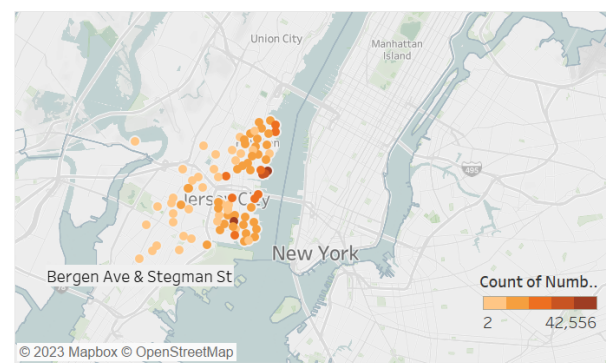 Union City
Manhattan
Island
495
Jersey City
New York
Bergen Ave & Stegman St
Count of Numb..
2 42,556
© 2023 Mapbox © OpenStreetMap